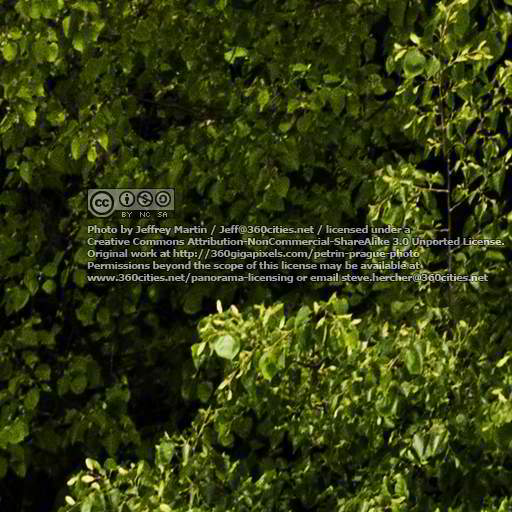 cc
BY NC SA
Photo by Jeffrey Martin / Jeff@360cities.net / licensed under a
Creative Commons Attribution-NonCommercial-ShareAlike 3.0 Unported License.
Original work at http://360gigapixels.com/petrin-prague-photo
Permissions beyond the scope of this license may be available at
www.360cities.net/panorama-licensing or email steve.hercher@360cities.net